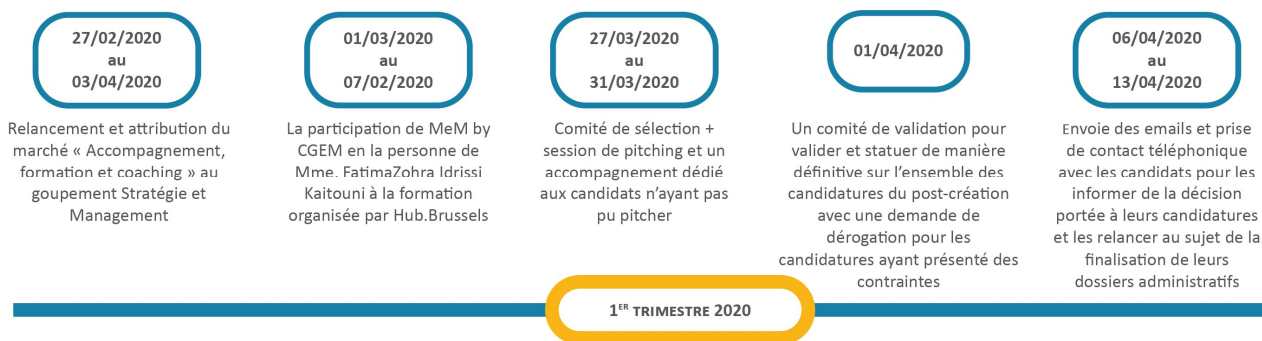 27/02/2020
au
03/04/2020
Relancement et attribution du
marché « Accompagnement,
formation et coaching » au
goupement Stratégie et
Management
01/03/2020
au
07/02/2020
La participation de MeM by
CGEM en la personne de
Mme. FatimaZohra Idrissi
Kaitouni à la formation
organisée par Hub.Brussels
27/03/2020
au
31/03/2020
Comité de sélection +
session de pitching et un
accompagnement dédié
aux candidats n’ayant pas
pu pitcher
01/04/2020
Un comité de validation pour
valider et statuer de manière
définitive sur l’ensemble des
candidatures du post-création
avec une demande de
dérogation pour les
candidatures ayant présenté des
contraintes
06/04/2020
au
13/04/2020
Envoie des emails et prise
de contact téléphonique
avec les candidats pour les
informer de la décision
portée à leurs candidatures
et les relancer au sujet de la
finalisation de leurs
dossiers administratifs
1ER TRIMESTRE 2020